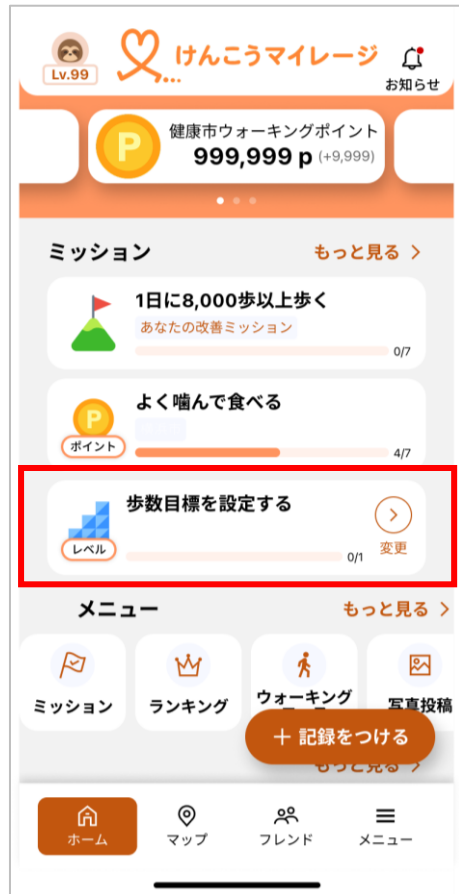 Lv.99
けんこうマイレージ
お知らせ
P
健康市ウォーキングポイント
999,999 p (+9,999)
ミッション
もっと見る
1日に8,000歩以上歩く
あなたの改善ミッション
0/7
よく噛んで食べる
P
ポイント
4/7
歩数目標を設定する
レベル
0/1
変更
メニュー
もっと見る
ミッション
ランキング
ウォーキング
写真投稿
+ 記録をつける
もっと見る
ホーム
マップ
フレンド
メニュー